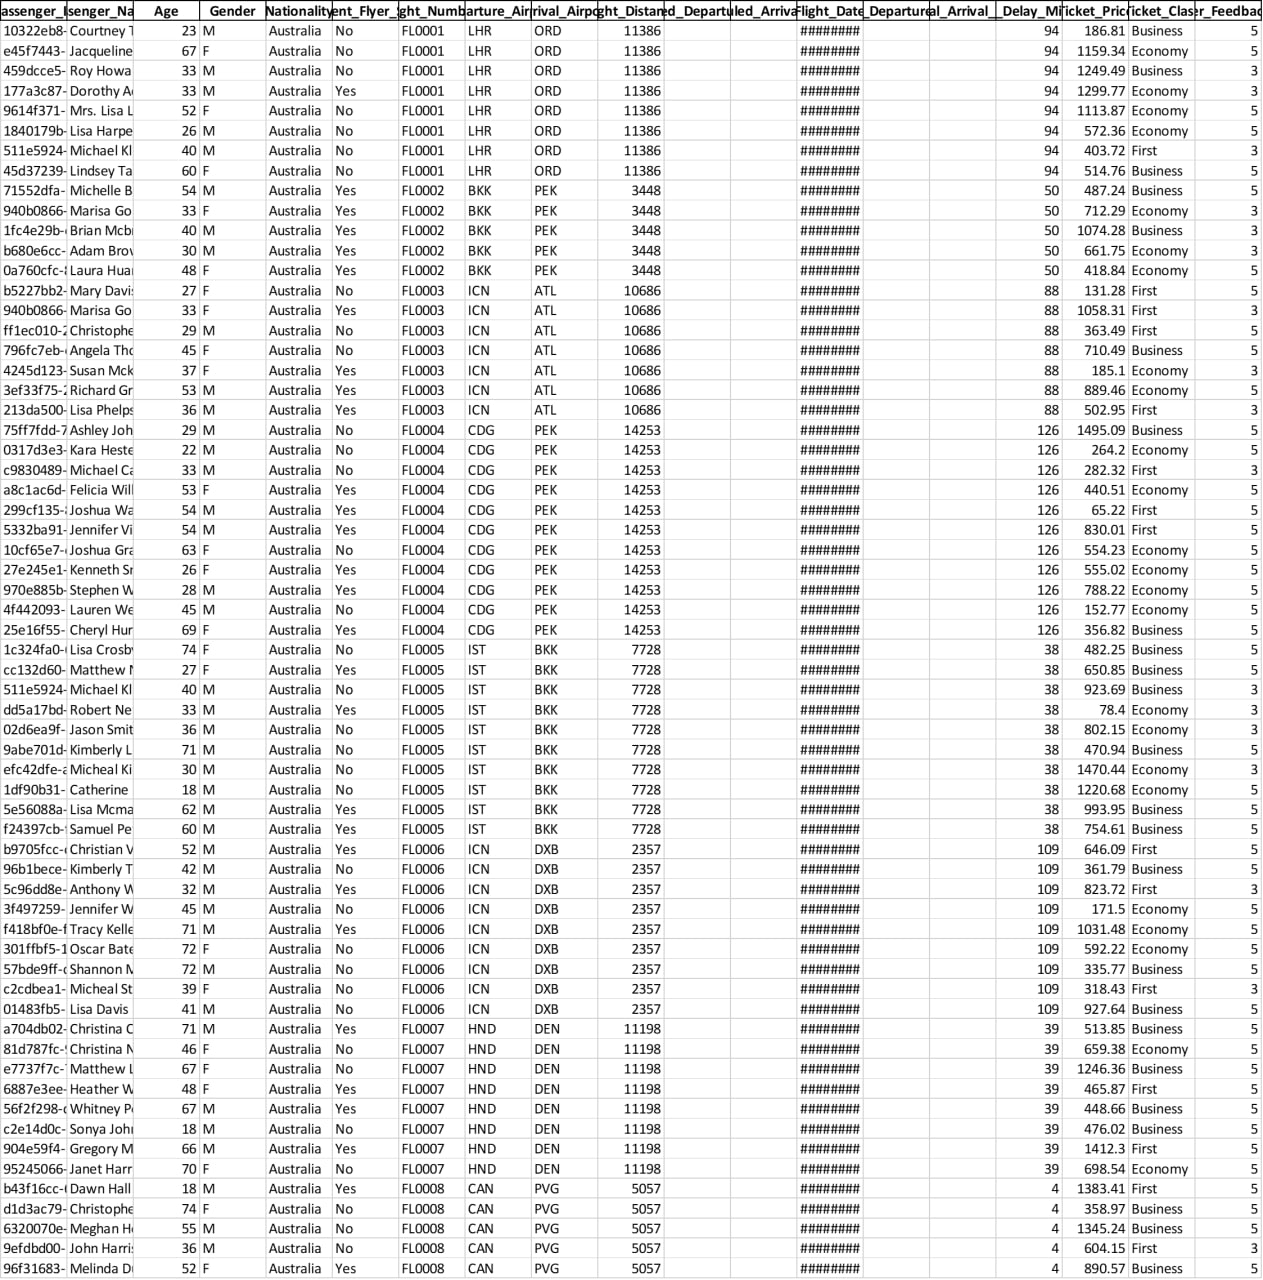 assenger_I senger_Na Age Gender Nationality ent_Flyer_ ght_Numb arture_Air rival_Airpo ght_Distan ed_Departu led_Arriva Flight_Date _Departure al_Arrival_ _Delay_Mi Ticket_Pric Ticket_Clas er_Feedbac
10322eb8- Courtney T 23 M Australia No FL0001 LHR ORD 11386 ######## 94 186.81 Business 5
e45f7443- Jacqueline 67 F Australia No FL0001 LHR ORD 11386 ######## 94 1159.34 Economy 5
459dcce5- Roy Howa 33 M Australia No FL0001 LHR ORD 11386 ######## 94 1249.49 Business 3
177a3c87- Dorothy A 33 M Australia Yes FL0001 LHR ORD 11386 ######## 94 1299.77 Economy 3
9614f371- Mrs. Lisa L 52 F Australia No FL0001 LHR ORD 11386 ######## 94 1113.87 Economy 5
1840179b- Lisa Harpe 26 M Australia No FL0001 LHR ORD 11386 ######## 94 572.36 Economy 5
511e5924- Michael Kl 40 M Australia No FL0001 LHR ORD 11386 ######## 94 403.72 First 3
45d37239- Lindsey Ta 60 F Australia No FL0001 LHR ORD 11386 ######## 94 514.76 Business 5
71552dfa- Michelle B 54 M Australia Yes FL0002 BKK PEK 3448 ######## 50 487.24 Business 5
940b0866- Marisa Go 33 F Australia Yes FL0002 BKK PEK 3448 ######## 50 712.29 Economy 3
1fc4e29b- Brian Mcb 40 M Australia Yes FL0002 BKK PEK 3448 ######## 50 1074.28 Business 3
b680e6cc- Adam Brov 30 M Australia Yes FL0002 BKK PEK 3448 ######## 50 661.75 Economy 3
0a760cfc- Laura Hua 48 F Australia Yes FL0002 BKK PEK 3448 ######## 50 418.84 Economy 5
b5227bb2- Mary Davi 27 F Australia No FL0003 ICN ATL 10686 ######## 88 131.28 First 5
940b0866- Marisa Go 33 F Australia Yes FL0003 ICN ATL 10686 ######## 88 1058.31 First 3
ff1ec010- Christophe 29 M Australia No FL0003 ICN ATL 10686 ######## 88 363.49 First 5
796fc7eb- Angela Tho 45 F Australia No FL0003 ICN ATL 10686 ######## 88 710.49 Business 5
4245d123- Susan Mck 37 F Australia Yes FL0003 ICN ATL 10686 ######## 88 185.1 Economy 3
3ef33f75- Richard Gr 53 M Australia Yes FL0003 ICN ATL 10686 ######## 88 889.46 Economy 5
213da500- Lisa Phelps 36 M Australia Yes FL0003 ICN ATL 10686 ######## 88 502.95 First 3
75ff7fdd-7 Ashley Joh 29 M Australia No FL0004 CDG PEK 14253 ######## 126 1495.09 Business 5
0317d3e3- Kara Heste 22 M Australia No FL0004 CDG PEK 14253 ######## 126 264.2 Economy 5
c9830489- Michael Ca 33 M Australia No FL0004 CDG PEK 14253 ######## 126 282.32 First 3
a8c1ac6d- Felicia Will 53 F Australia Yes FL0004 CDG PEK 14253 ######## 126 440.51 Economy 5
299cf135- Joshua Wa 54 M Australia Yes FL0004 CDG PEK 14253 ######## 126 65.22 First 5
5332ba91- Jennifer Vi 54 M Australia Yes FL0004 CDG PEK 14253 ######## 126 830.01 First 5
10cf65e7- Joshua Gra 63 F Australia No FL0004 CDG PEK 14253 ######## 126 554.23 Economy 5
27e245e1- Kenneth Sr 26 F Australia Yes FL0004 CDG PEK 14253 ######## 126 555.02 Economy 5
970e885b- Stephen W 28 M Australia Yes FL0004 CDG PEK 14253 ######## 126 788.22 Economy 5
4f442093- Lauren We 45 M Australia No FL0004 CDG PEK 14253 ######## 126 152.77 Economy 5
25e16f55- Cheryl Hur 69 F Australia Yes FL0004 CDG PEK 14253 ######## 126 356.82 Business 5
1c324fa0- Lisa Crosb 74 F Australia No FL0005 IST BKK 7728 ######## 38 482.25 Business 5
cc132d60- Matthew 27 F Australia Yes FL0005 IST BKK 7728 ######## 38 650.85 Business 5
511e5924- Michael Kl 40 M Australia No FL0005 IST BKK 7728 ######## 38 923.69 Business 3
dd5a17bd- Robert Ne 33 M Australia Yes FL0005 IST BKK 7728 ######## 38 78.4 Economy 3
02d6ea9f- Jason Smit 36 M Australia No FL0005 IST BKK 7728 ######## 38 802.15 Economy 3
9abe701d- Kimberly L 71 M Australia No FL0005 IST BKK 7728 ######## 38 470.94 Business 5
efc42dfe- Micheal Ki 30 M Australia No FL0005 IST BKK 7728 ######## 38 1470.44 Economy 3
1df90b31- Catherine 18 M Australia No FL0005 IST BKK 7728 ######## 38 1220.68 Economy 5
5e56088a- Lisa Mcma 62 M Australia Yes FL0005 IST BKK 7728 ######## 38 993.95 Business 5
f24397cb- Samuel Pe 60 M Australia Yes FL0005 IST BKK 7728 ######## 38 754.61 Business 5
b9705fcc- Christian V 52 M Australia Yes FL0006 ICN DXB 2357 ######## 109 646.09 First 5
96b1bece- Kimberly T 42 M Australia No FL0006 ICN DXB 2357 ######## 109 361.79 Business 5
5c96dd8e- Anthony W 32 M Australia Yes FL0006 ICN DXB 2357 ######## 109 823.72 First 3
3f497259- Jennifer W 45 M Australia No FL0006 ICN DXB 2357 ######## 109 171.5 Economy 5
f418bf0e-f Tracy Kelle 71 M Australia Yes FL0006 ICN DXB 2357 ######## 109 1031.48 Economy 5
301ffbf5-1 Oscar Bate 72 F Australia No FL0006 ICN DXB 2357 ######## 109 592.22 Economy 5
57bde9ff- Shannon M 72 M Australia No FL0006 ICN DXB 2357 ######## 109 335.77 Business 5
c2cdbea1- Micheal St 39 F Australia No FL0006 ICN DXB 2357 ######## 109 318.43 First 3
01483fb5- Lisa Davis 41 M Australia No FL0006 ICN DXB 2357 ######## 109 927.64 Business 5
a704db02- Christina C 71 M Australia Yes FL0007 HND DEN 11198 ######## 39 513.85 Business 5
81d787fc- Christina N 46 F Australia No FL0007 HND DEN 11198 ######## 39 659.38 Economy 5
e7737f7c- Matthew L 67 F Australia No FL0007 HND DEN 11198 ######## 39 1246.36 Business 5
6887e3ee- Heather W 48 F Australia Yes FL0007 HND DEN 11198 ######## 39 465.87 First 5
56f2f298- Whitney P 67 M Australia Yes FL0007 HND DEN 11198 ######## 39 448.66 Business 5
c2e14d0c- Sonya Joh 18 M Australia No FL0007 HND DEN 11198 ######## 39 476.02 Business 5
904e59f4- Gregory M 66 M Australia Yes FL0007 HND DEN 11198 ######## 39 1412.3 First 5
95245066- Janet Harr 70 F Australia No FL0007 HND DEN 11198 ######## 39 698.54 Economy 5
b43f16cc- Dawn Hall 18 M Australia Yes FL0008 CAN PVG 5057 ######## 4 1383.41 First 5
d1d3ac79- Christophe 74 F Australia No FL0008 CAN PVG 5057 ######## 4 358.97 Business 5
6320070e- Meghan H 55 M Australia No FL0008 CAN PVG 5057 ######## 4 1345.24 Business 5
9efdbd00- John Harri 36 M Australia No FL0008 CAN PVG 5057 ######## 4 604.15 First 3
96f31683- Melinda D 52 F Australia Yes FL0008 CAN PVG 5057 ######## 4 890.57 Business 5